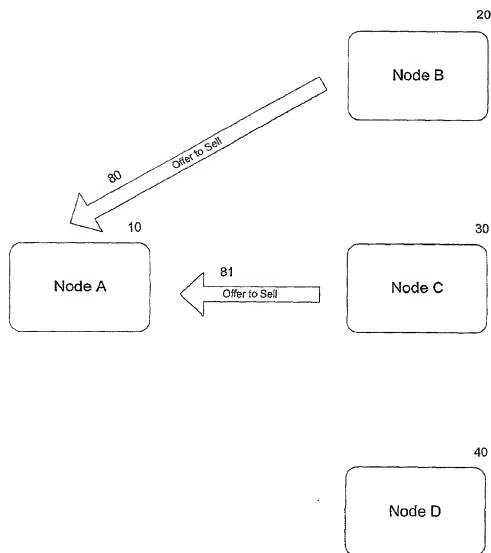 20
Node B
80
Offer to Sell
10
30
Node A
81
Offer to Sell
Node C
40
Node D